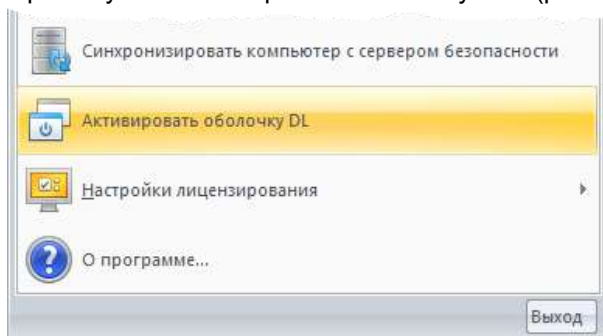 Синхронизировать компьютер с сервером безопасности
Активировать оболочку DL
Настройки лицензирования
О программе...
Выход